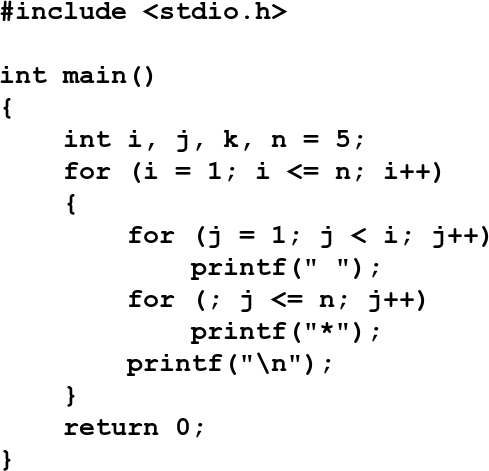 #include <stdio.h>

int main()
{
    int i, j, k, n = 5;
    for (i = 1; i <= n; i++)
    {
        for (j = 1; j < i; j++)
            printf(" ");
        for (; j <= n; j++)
            printf("*");
        printf("\n");
    }
    return 0;
}